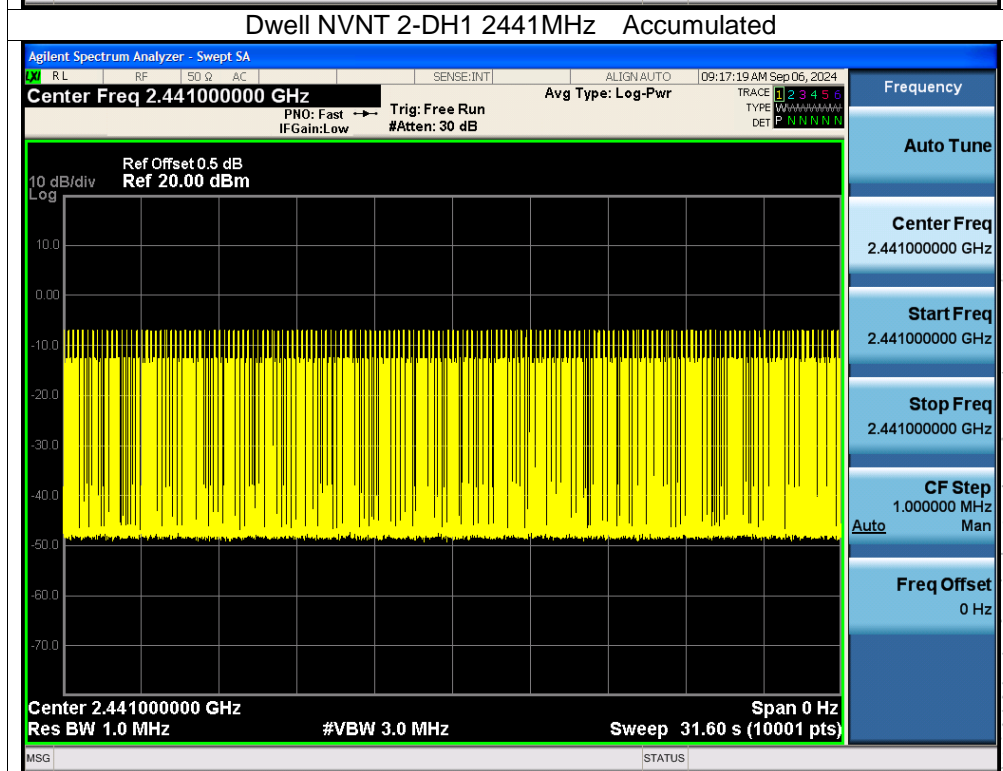 Dwell NVNT 2-DH1 2441MHz Accumulated
Agilent Spectrum Analyzer - Swept SA
LXI RL RF 50 Ω AC SENSE:INT ALIGN AUTO 09:17:19 AM Sep 06, 2024
Center Freq 2.441000000 GHz
PNO: Fast
IFGain:Low
Trig: Free Run
#Atten: 30 dB
Avg Type: Log-Pwr
TRACE 1 2 3 4 5 6
TYPE WWWWWW
DET P N N N N N
Ref Offset 0.5 dB
10 dB/div Ref 20.00 dBm
Log
10.0
0.00
-10.0
-20.0
-30.0
-40.0
-50.0
-60.0
-70.0
Center 2.441000000 GHz Span 0 Hz
Res BW 1.0 MHz #VBW 3.0 MHz Sweep 31.60 s (10001 pts)
MSG STATUS
Frequency
Auto Tune
Center Freq
2.441000000 GHz
Start Freq
2.441000000 GHz
Stop Freq
2.441000000 GHz
CF Step
1.000000 MHz
Auto Man
Freq Offset
0 Hz